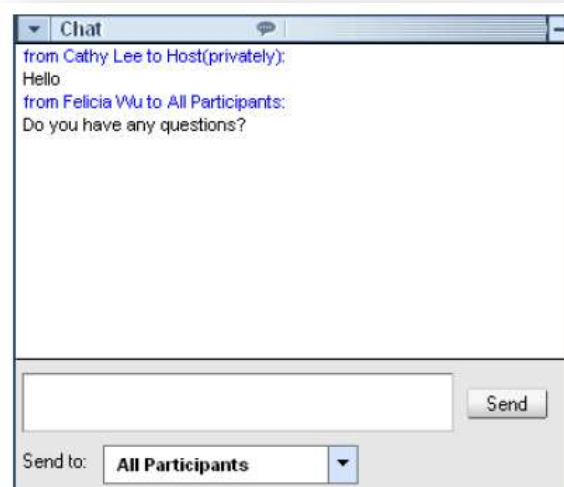 Chat
from Cathy Lee to Host(privately):
Hello
from Felicia Wu to All Participants:
Do you have any questions?
Send
Send to: All Participants